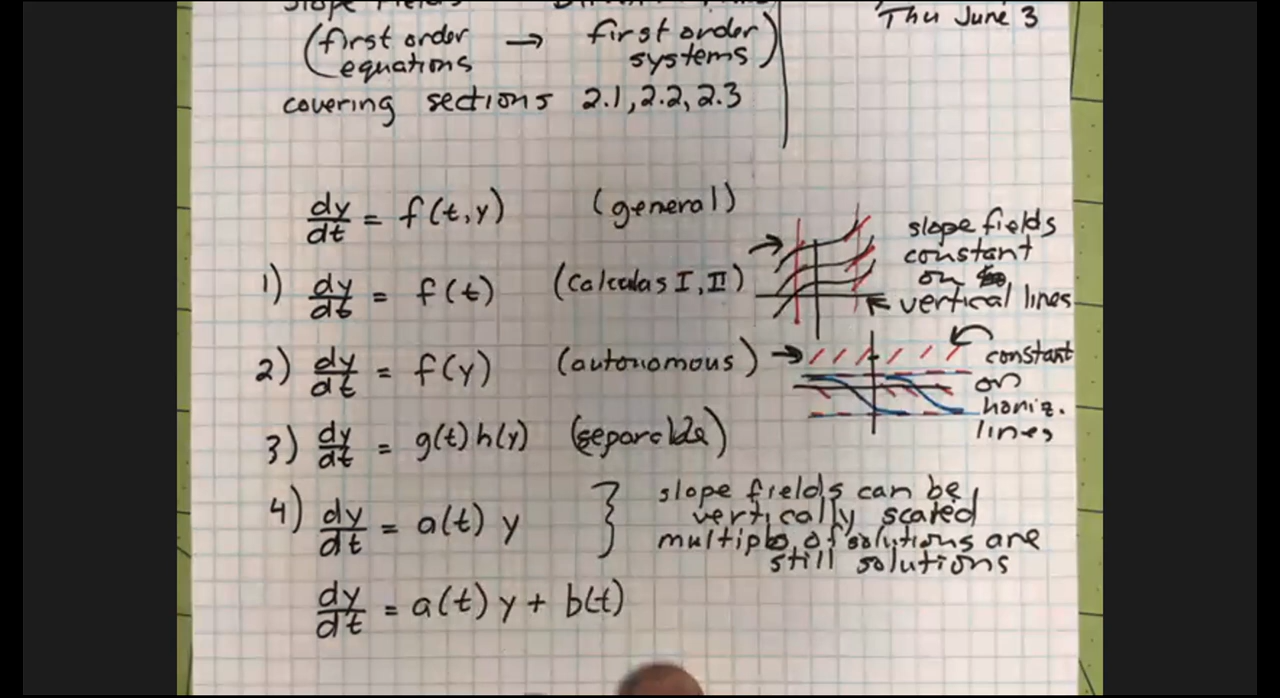 Slope Fields
Thu June 3
(first order → first order
equations systems)
covering sections 2.1, 2.2, 2.3
dy/dt = f(t,y) (general)
1) dy/dt = f(t) (Calculas I, II)
slope fields
constant
on
vertical lines
2) dy/dt = f(y) (autonomous)
constant
on
horiz.
lines
3) dy/dt = g(t) h(y) (separable)
4) dy/dt = a(t) y
slope fields can be
vertically scaled
multiples of solutions are
still solutions
dy/dt = a(t) y + b(t)